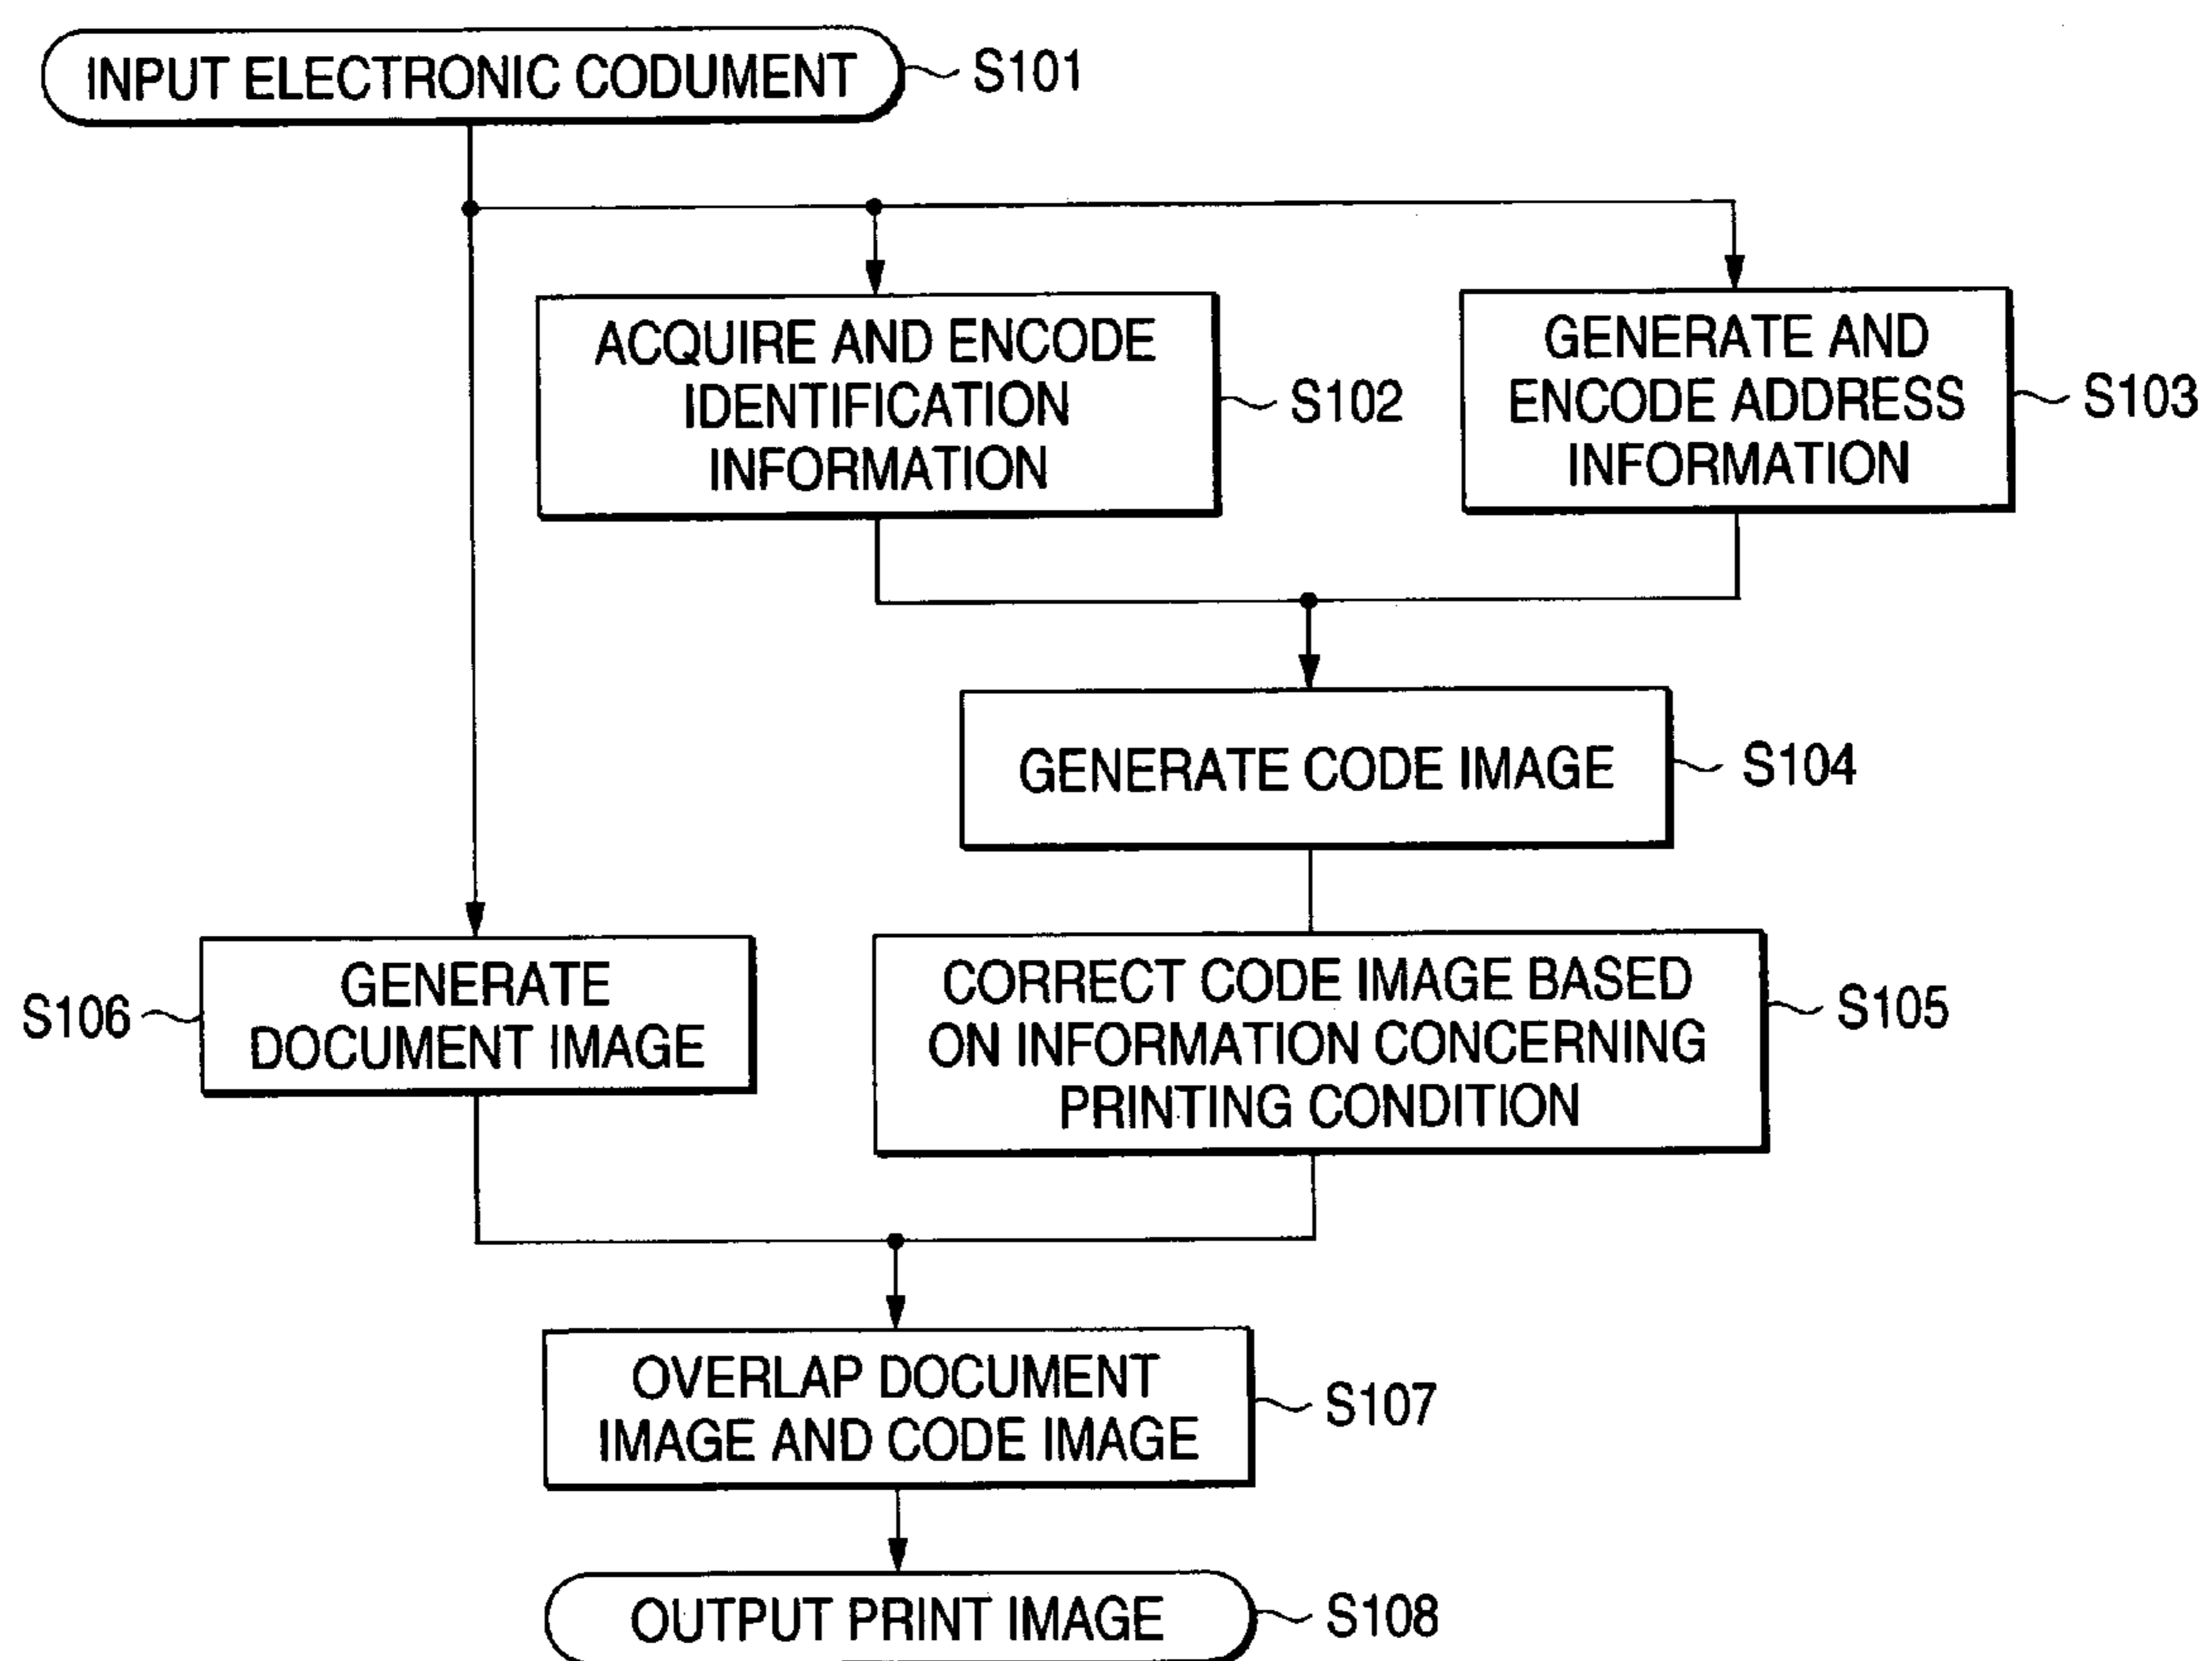 INPUT ELECTRONIC CODUMENT
S101
ACQUIRE AND ENCODE
IDENTIFICATION
INFORMATION
S102
GENERATE AND
ENCODE ADDRESS
INFORMATION
S103
GENERATE CODE IMAGE
S104
S106
GENERATE
DOCUMENT IMAGE
CORRECT CODE IMAGE BASED
ON INFORMATION CONCERNING
PRINTING CONDITION
S105
OVERLAP DOCUMENT
IMAGE AND CODE IMAGE
S107
OUTPUT PRINT IMAGE
S108